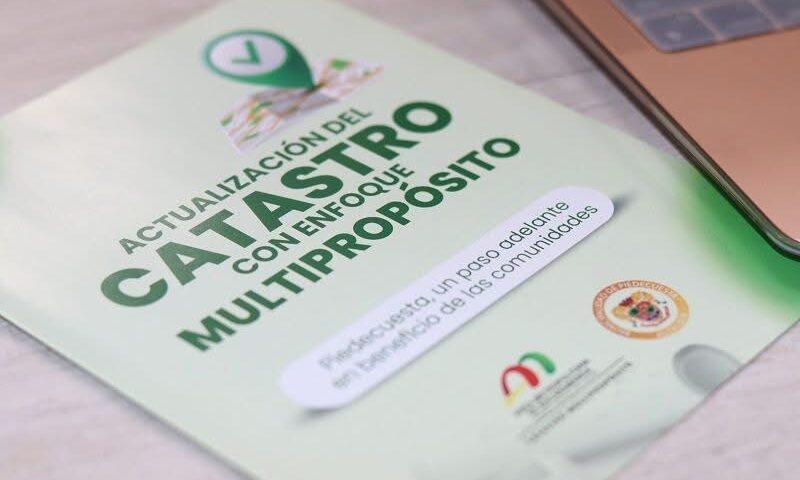 ACTUALIZACIÓN DEL
CATASTRO
CON ENFOQUE
MULTIPROPÓSITO
Piedecuesta, un paso adelante
en beneficio de las comunidades